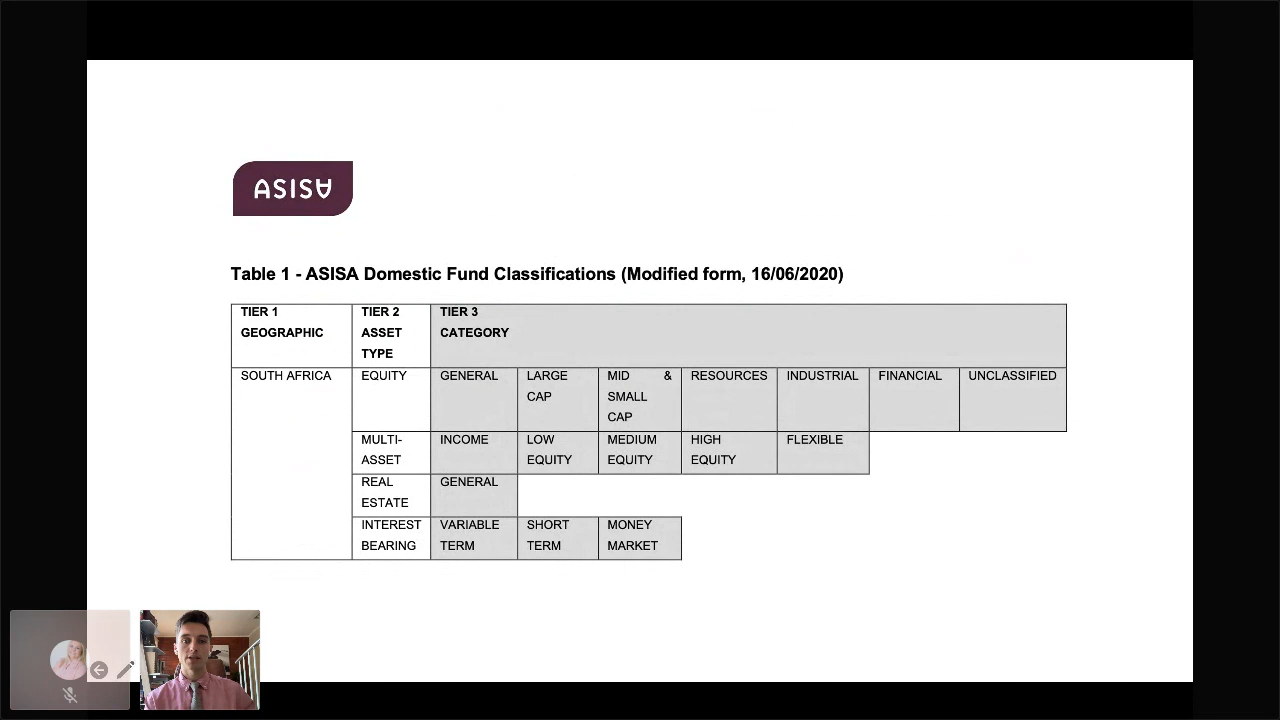 ASISA
Table 1 - ASISA Domestic Fund Classifications (Modified form, 16/06/2020)
TIER 1 GEOGRAPHIC
TIER 2 ASSET TYPE
TIER 3 CATEGORY
SOUTH AFRICA
EQUITY
GENERAL
LARGE CAP
MID & SMALL CAP
RESOURCES
INDUSTRIAL
FINANCIAL
UNCLASSIFIED
MULTI-ASSET
INCOME
LOW EQUITY
MEDIUM EQUITY
HIGH EQUITY
FLEXIBLE
REAL ESTATE
GENERAL
INTEREST BEARING
VARIABLE TERM
SHORT TERM
MONEY MARKET